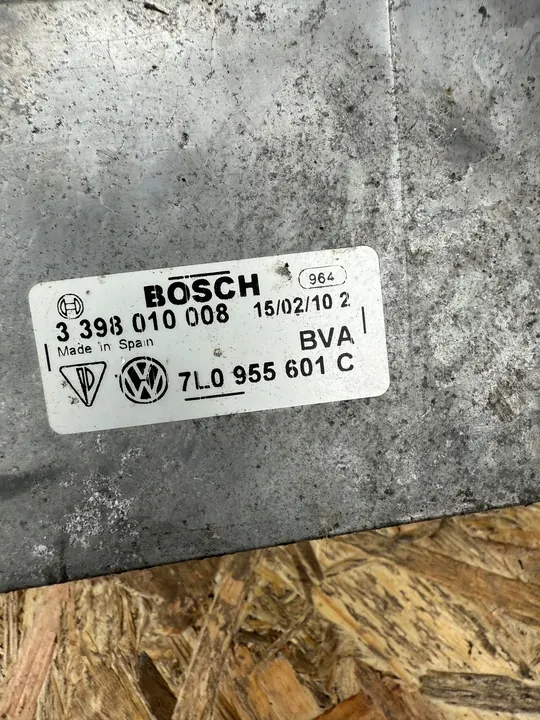 BOSCH
964
3 398 010 008
15/02/10 2
Made in Spain
BVA
7L0 955 601 C